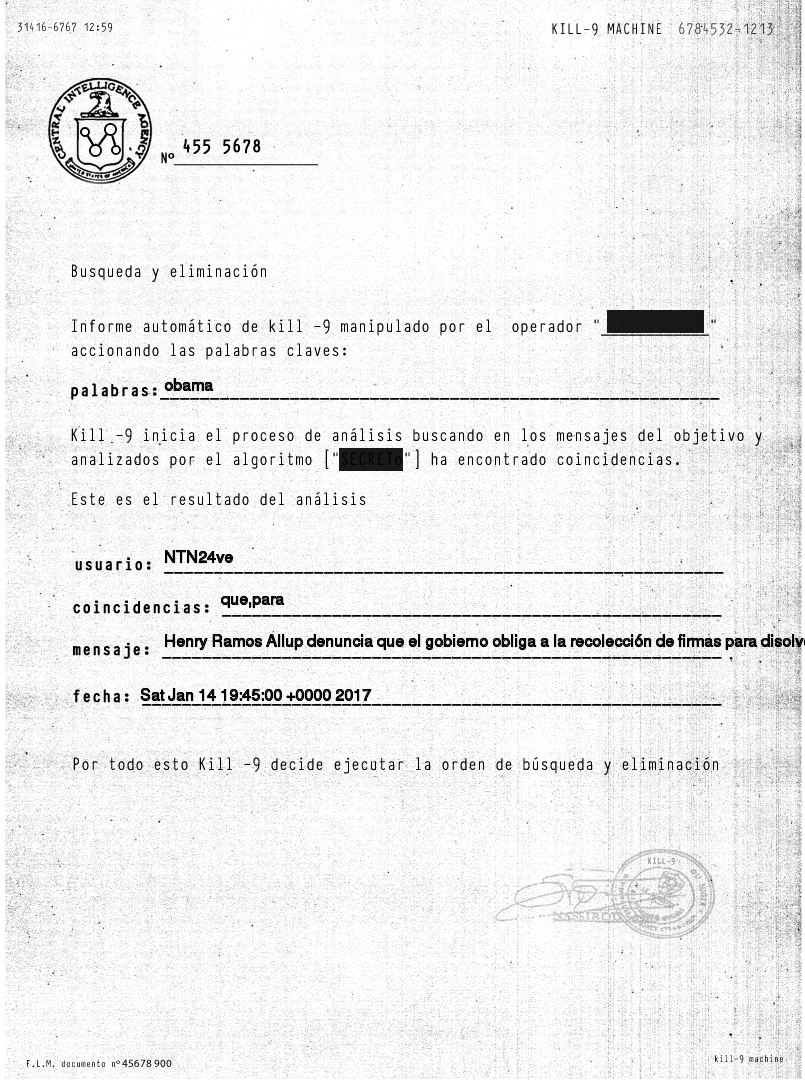 31416-6767 12:59
KILL-9 MACHINE 6784532-1213
CENTRAL INTELLIGENCE AGENCY
UNITED STATES OF AMERICA
Nº 455 5678
Busqueda y eliminación
Informe automático de kill -9 manipulado por el operador " "
accionando las palabras claves:
palabras: obama
Kill -9 inicia el proceso de análisis buscando en los mensajes del objetivo y
analizados por el algoritmo ["SECRETo"] ha encontrado coincidencias.
Este es el resultado del análisis
usuario: NTN24ve
coincidencias: que,para
mensaje: Henry Ramos Allup denuncia que el gobierno obliga a la recolección de firmas para disolv
fecha: Sat Jan 14 19:45:00 +0000 2017
Por todo esto Kill -9 decide ejecutar la orden de búsqueda y eliminación
KILL-9
F.L.M. documento nº 45678 900
kill-9 machine